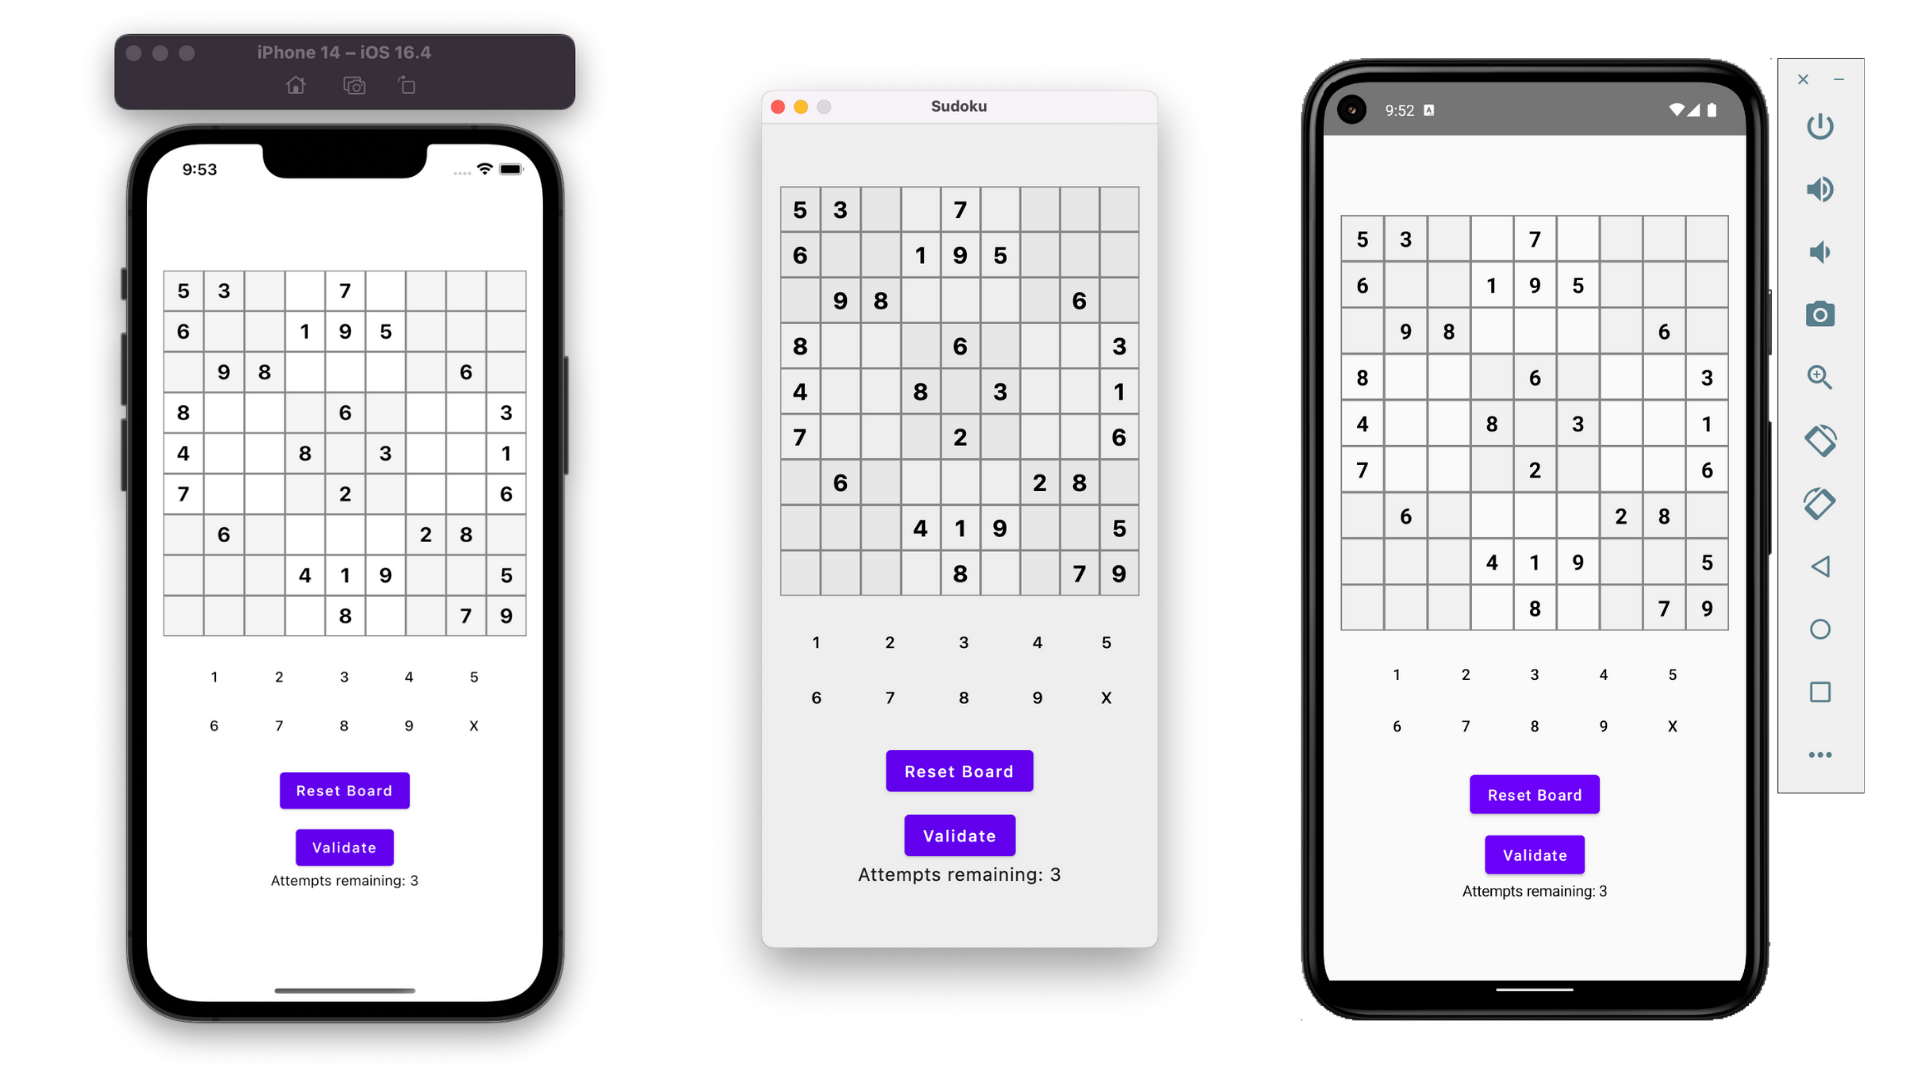 iPhone 14 – iOS 16.4
9:53
5 3 7
6 1 9 5
9 8 6
8 6 3
4 8 3 1
7 2 6
6 2 8
4 1 9 5
8 7 9
1 2 3 4 5
6 7 8 9 X
Reset Board
Validate
Attempts remaining: 3
Sudoku
5 3 7
6 1 9 5
9 8 6
8 6 3
4 8 3 1
7 2 6
6 2 8
4 1 9 5
8 7 9
1 2 3 4 5
6 7 8 9 X
Reset Board
Validate
Attempts remaining: 3
9:52 A
5 3 7
6 1 9 5
9 8 6
8 6 3
4 8 3 1
7 2 6
6 2 8
4 1 9 5
8 7 9
1 2 3 4 5
6 7 8 9 X
Reset Board
Validate
Attempts remaining: 3